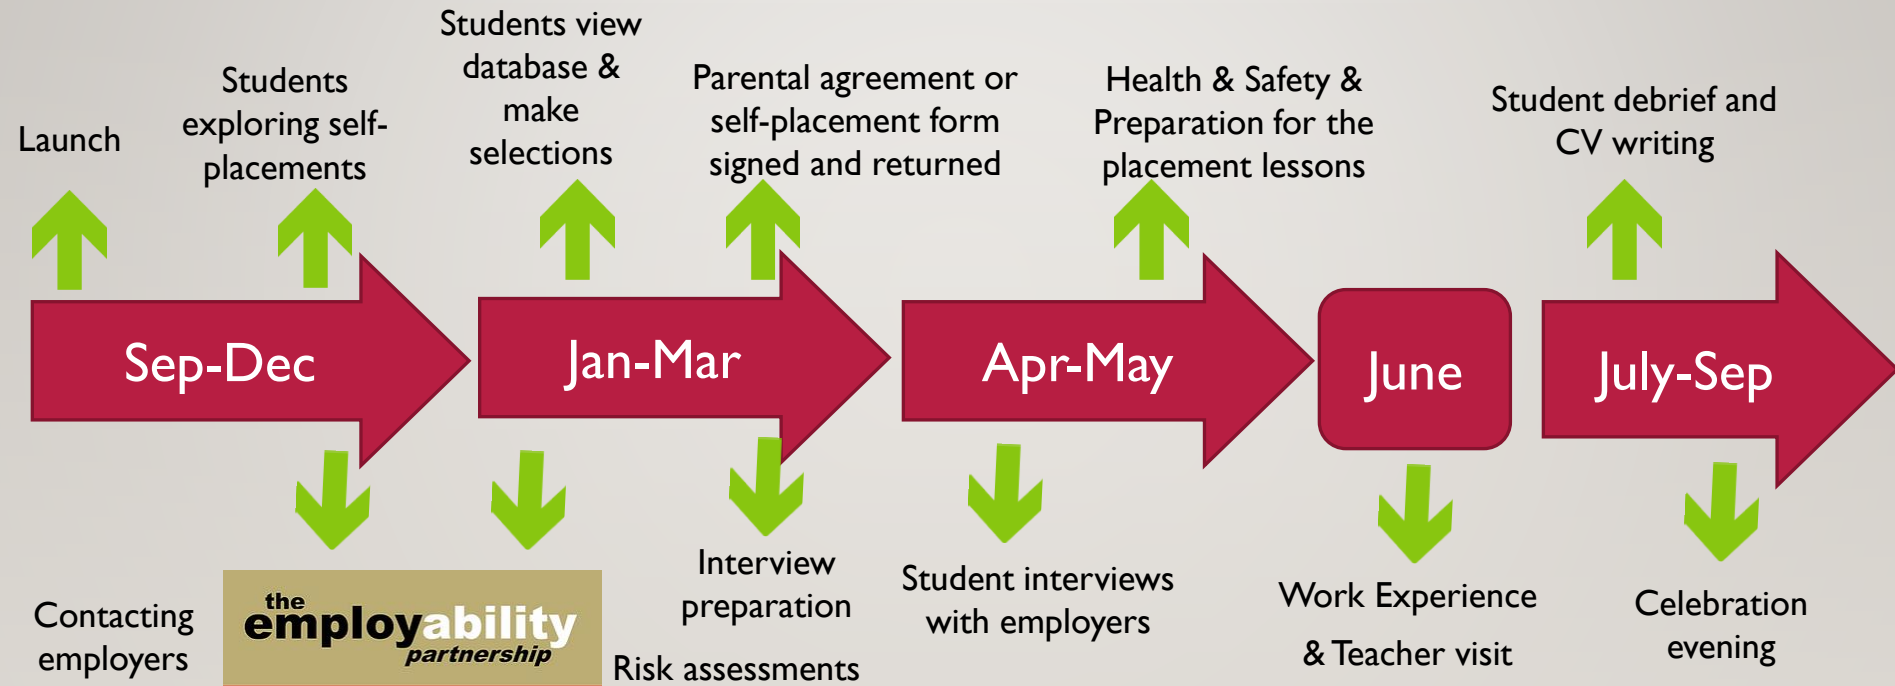 Launch
Students
exploring self-
placements
Students view
database &
make
selections
Parental agreement or
self-placement form
signed and returned
Health & Safety &
Preparation for the
placement lessons
Student debrief and
CV writing
Sep-Dec
Jan-Mar
Apr-May
June
July-Sep
Contacting
employers
the
employability
partnership
Interview
preparation
Risk assessments
Student interviews
with employers
Work Experience
& Teacher visit
Celebration
evening